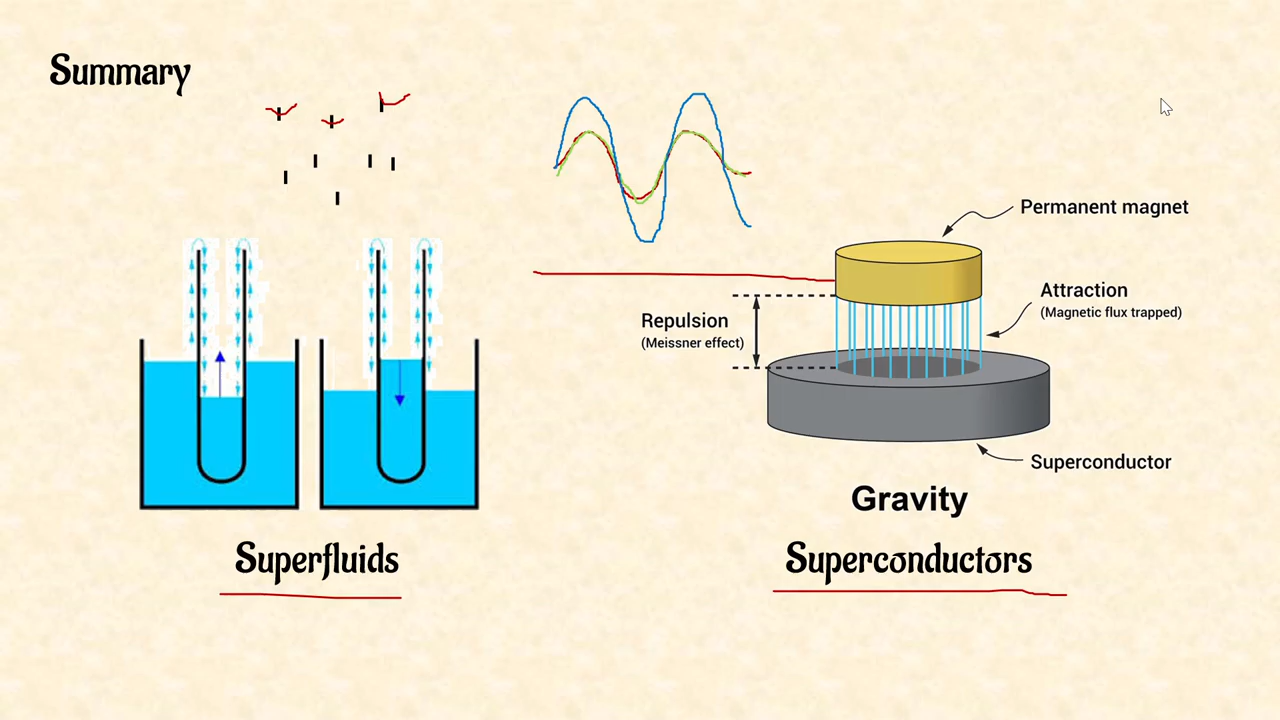 Summary
Permanent magnet
Attraction
(Magnetic flux trapped)
Repulsion
(Meissner effect)
Superconductor
Gravity
Superfluids
Superconductors